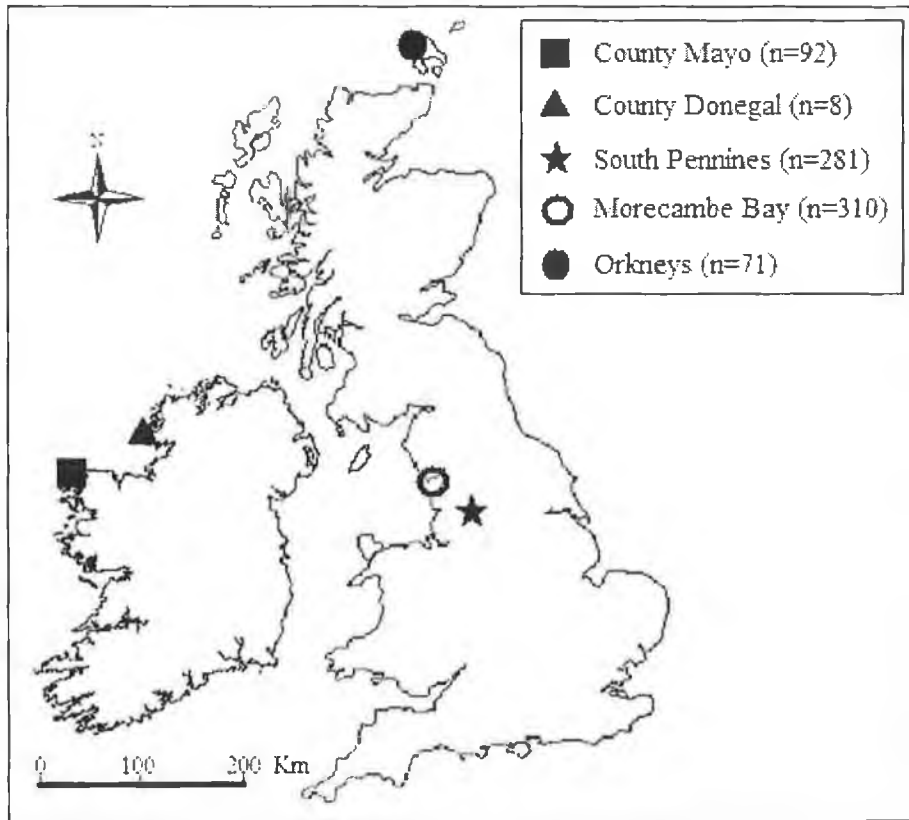 County Mayo (n=92)
County Donegal (n=8)
South Pennines (n=281)
Morecambe Bay (n=310)
Orkneys (n=71)
N
0 100 200 Km